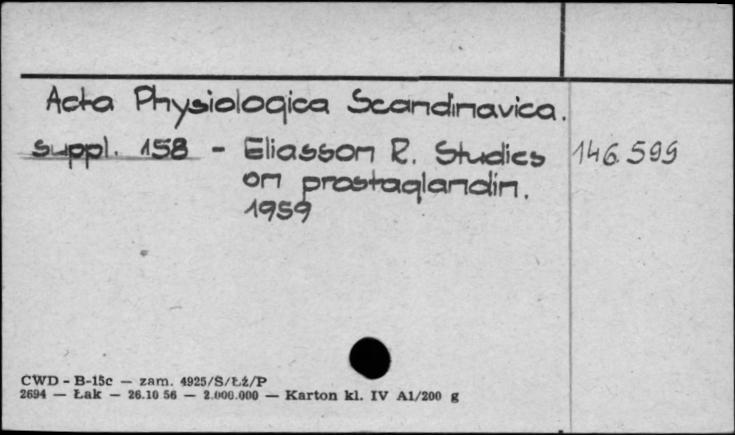 Acta Physiologica Scandinavica.
suppl. 158 - Eliasson R. Studies 146.599
on prostaglandin.
1959
CWD - B-15c — zam. 4925/S/Łż/P
2694 — Łak — 26.10 56 — 2.000.000 — Karton kl. IV A1/200 g